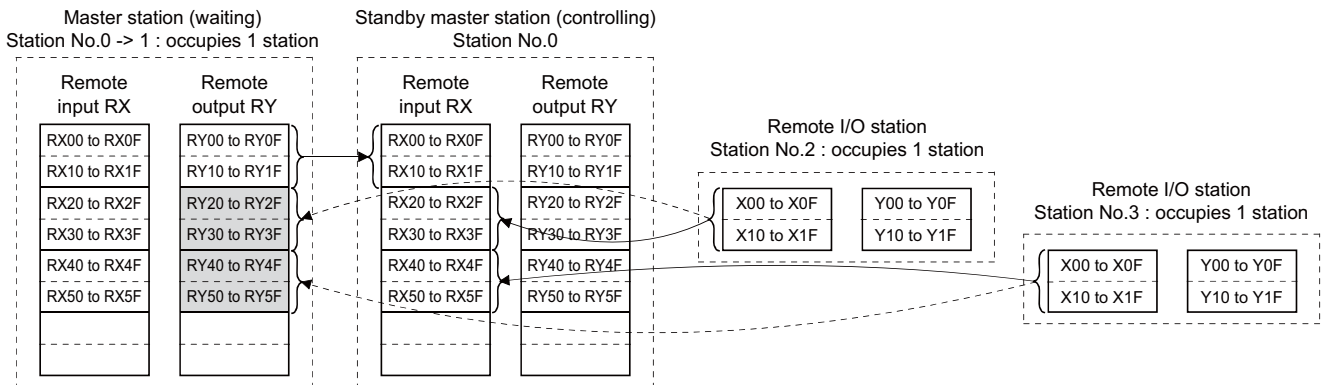 Master station (waiting)
Station No.0 -> 1 : occupies 1 station
Remote
input RX
Remote
output RY
RX00 to RX0F
RX10 to RX1F
RX20 to RX2F
RX30 to RX3F
RX40 to RX4F
RX50 to RX5F
RY00 to RY0F
RY10 to RY1F
RY20 to RY2F
RY30 to RY3F
RY40 to RY4F
RY50 to RY5F
Standby master station (controlling)
Station No.0
Remote
input RX
Remote
output RY
RX00 to RX0F
RX10 to RX1F
RX20 to RX2F
RX30 to RX3F
RX40 to RX4F
RX50 to RX5F
RY00 to RY0F
RY10 to RY1F
RY20 to RY2F
RY30 to RY3F
RY40 to RY4F
RY50 to RY5F
Remote I/O station
Station No.2 : occupies 1 station
X00 to X0F
X10 to X1F
Y00 to Y0F
Y10 to Y1F
Remote I/O station
Station No.3 : occupies 1 station
X00 to X0F
X10 to X1F
Y00 to Y0F
Y10 to Y1F